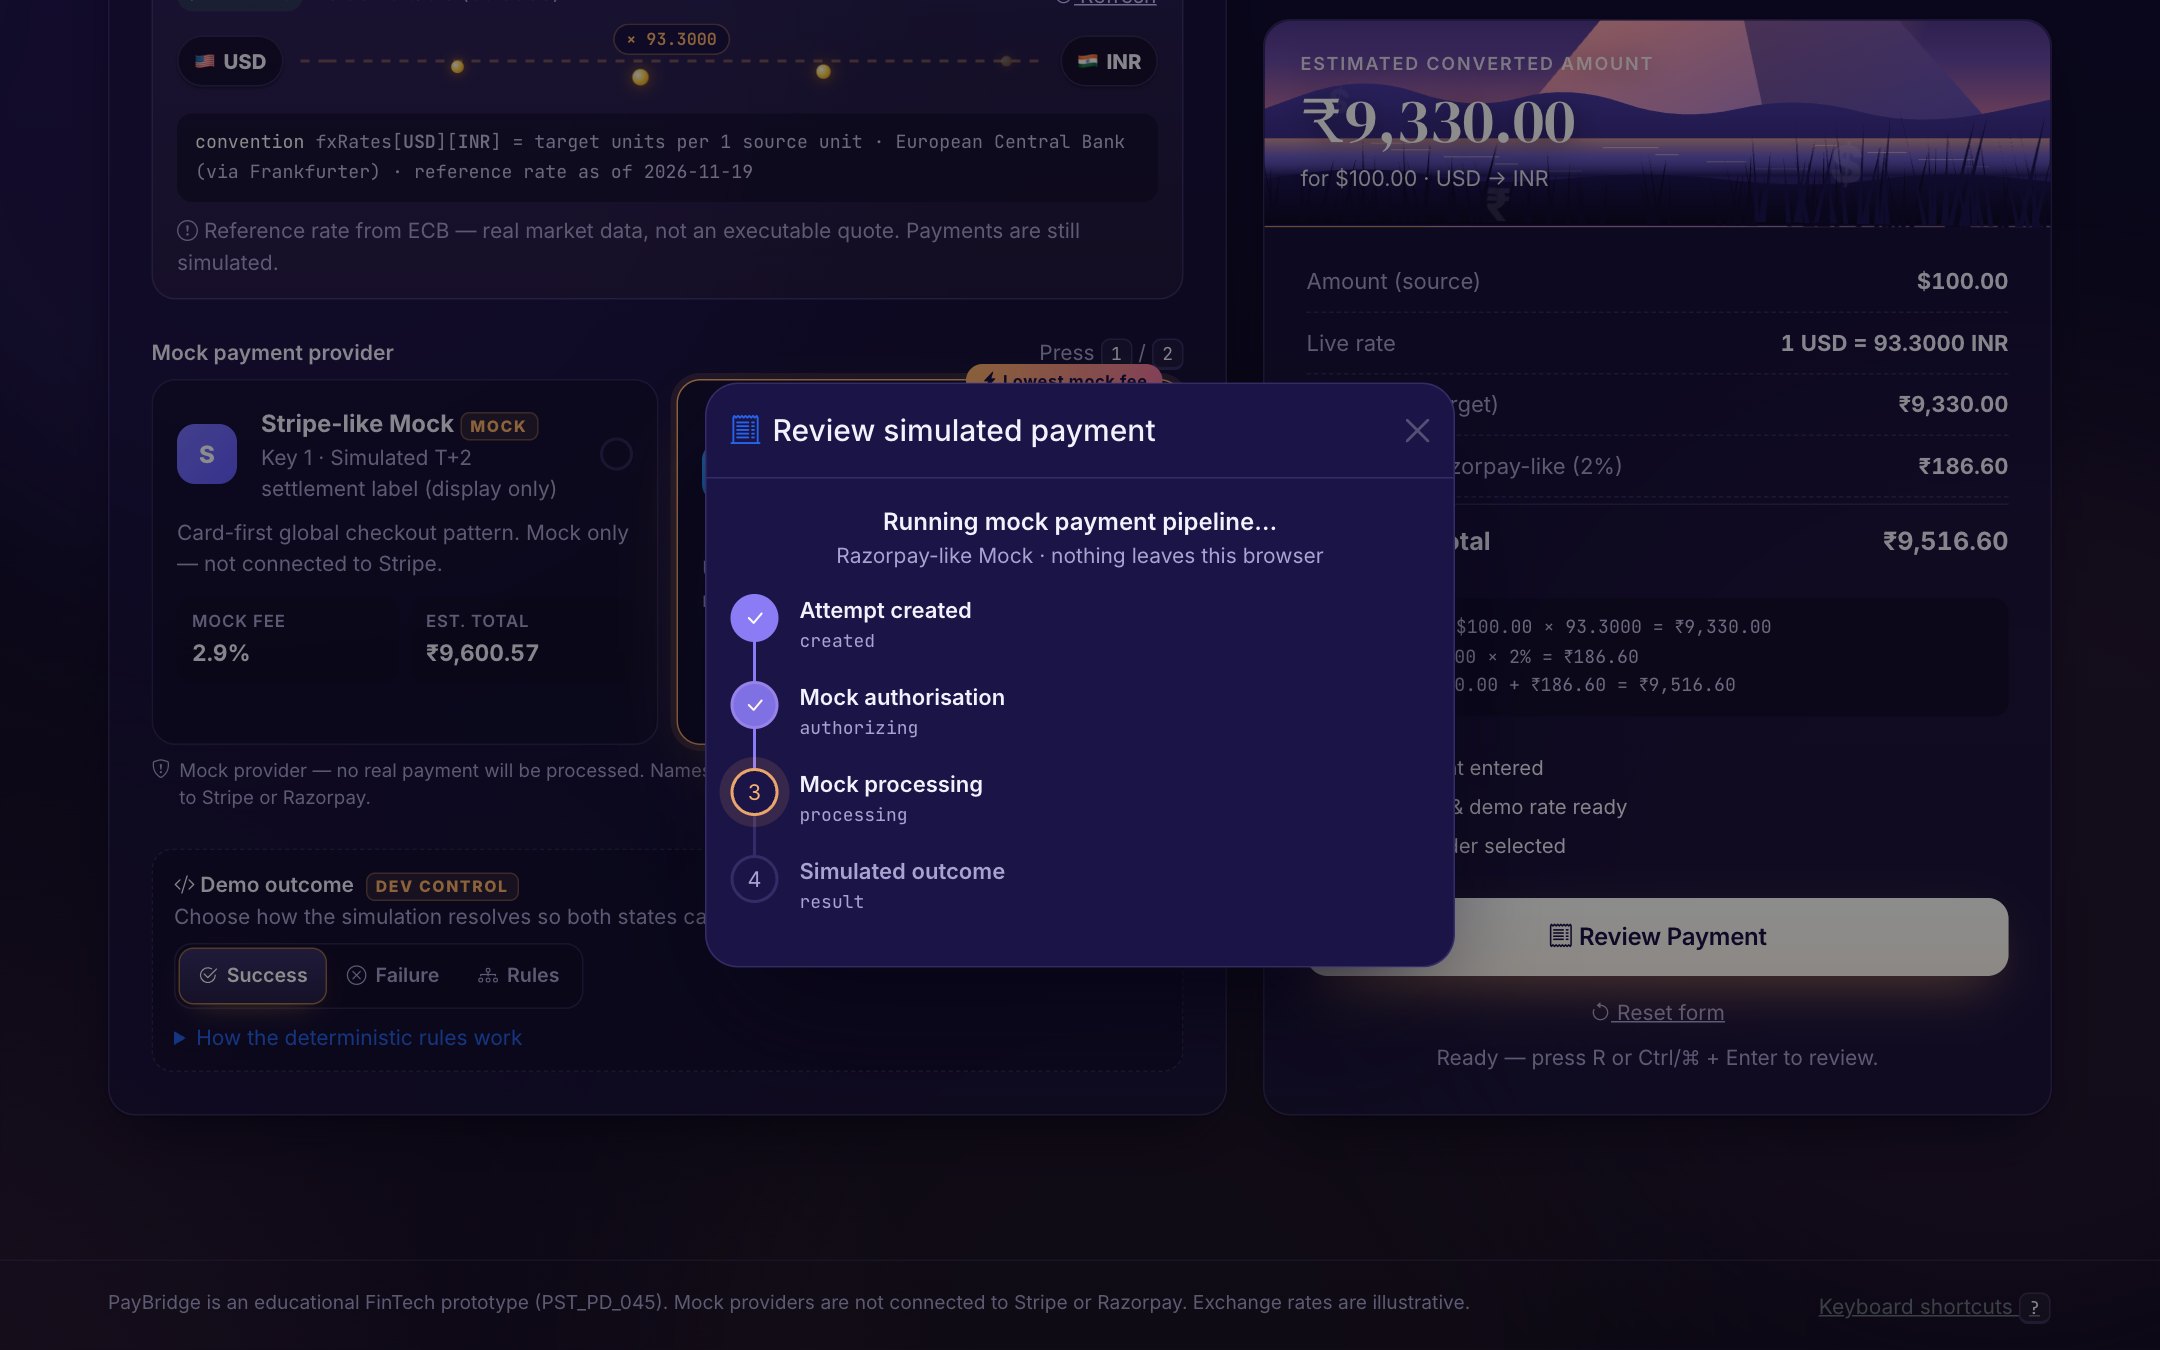 Refresh
🇺🇸 USD
× 93.3000
🇮🇳 INR
convention fxRates[USD][INR] = target units per 1 source unit · European Central Bank
(via Frankfurter) · reference rate as of 2026-11-19
Reference rate from ECB — real market data, not an executable quote. Payments are still
simulated.
Mock payment provider
Press 1 / 2
Lowest mock fee
S
Stripe-like Mock MOCK
Key 1 · Simulated T+2
settlement label (display only)
Card-first global checkout pattern. Mock only
— not connected to Stripe.
MOCK FEE
2.9%
EST. TOTAL
₹9,600.57
Mock provider — no real payment will be processed. Names
to Stripe or Razorpay.
Demo outcome DEV CONTROL
Choose how the simulation resolves so both states
Success
Failure
Rules
How the deterministic rules work
Review simulated payment
Running mock payment pipeline...
Razorpay-like Mock · nothing leaves this browser
Attempt created
created
Mock authorisation
authorizing
3
Mock processing
processing
4
Simulated outcome
result
ESTIMATED CONVERTED AMOUNT
₹9,330.00
for $100.00 · USD → INR
Amount (source)
$100.00
Live rate
1 USD = 93.3000 INR
₹9,330.00
(2%)
₹186.60
₹9,516.60
$100.00 × 93.3000 = ₹9,330.00
× 2% = ₹186.60
+ ₹186.60 = ₹9,516.60
entered
& demo rate ready
selected
Review Payment
Reset form
Ready — press R or Ctrl/⌘ + Enter to review.
PayBridge is an educational FinTech prototype (PST_PD_045). Mock providers are not connected to Stripe or Razorpay. Exchange rates are illustrative.
Keyboard shortcuts ?